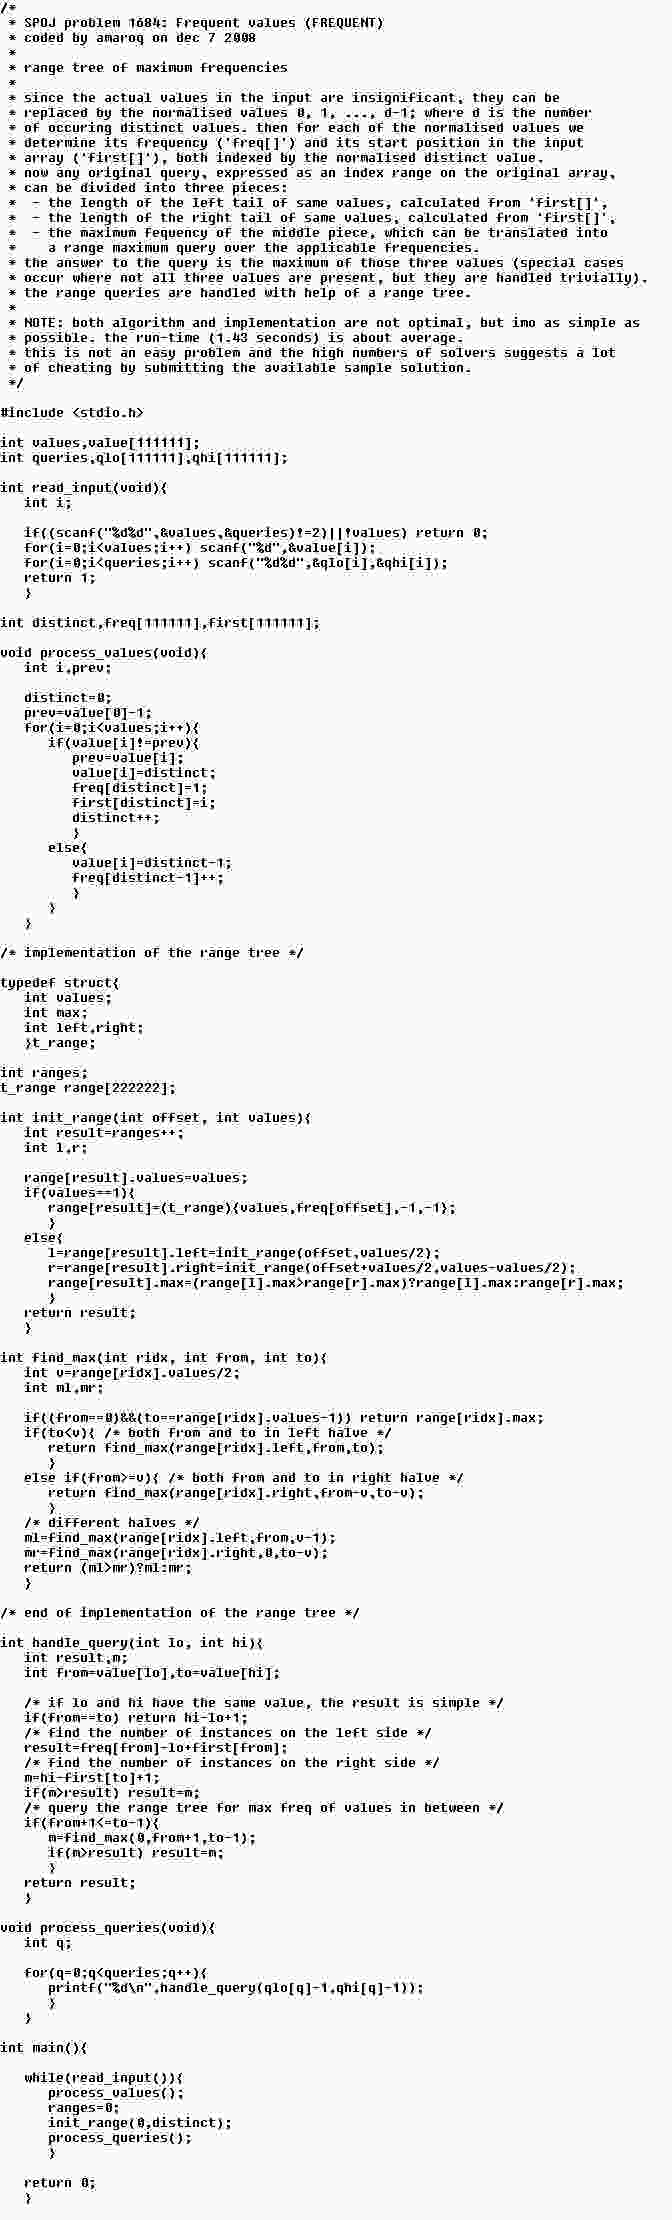 /*
 * SPOJ problem 1684: Frequent values (FREQUENT)
 * coded by amaroq on dec 7 2008
 *
 * range tree of maximum frequencies
 *
 * since the actual values in the input are insignificant, they can be
 * replaced by the normalised values 0, 1, ..., d-1; where d is the number
 * of occuring distinct values. then for each of the normalised values we
 * determine its frequency ('freq[]') and its start position in the input
 * array ('first[]'), both indexed by the normalised distinct value.
 * now any original query, expressed as an index range on the original array,
 * can be divided into three pieces:
 *  - the length of the left tail of same values, calculated from 'first[]',
 *  - the length of the right tail of same values, calculated from 'first[]',
 *  - the maximum fequency of the middle piece, which can be translated into
 *    a range maximum query over the applicable frequencies.
 * the answer to the query is the maximum of those three values (special cases
 * occur where not all three values are present, but they are handled trivially).
 * the range queries are handled with help of a range tree.
 *
 * NOTE: both algorithm and implementation are not optimal, but imo as simple as
 * possible. the run-time (1.43 seconds) is about average.
 * this is not an easy problem and the high numbers of solvers suggests a lot
 * of cheating by submitting the available sample solution.
 */

#include <stdio.h>

int values,value[111111];
int queries,qlo[111111],qhi[111111];

int read_input(void){
   int i;

   if((scanf("%d%d",&values,&queries)!=2)||!values) return 0;
   for(i=0;i<values;i++) scanf("%d",&value[i]);
   for(i=0;i<queries;i++) scanf("%d%d",&qlo[i],&qhi[i]);
   return 1;
   }

int distinct,freq[111111],first[111111];

void process_values(void){
   int i,prev;

   distinct=0;
   prev=value[0]-1;
   for(i=0;i<values;i++){
      if(value[i]!=prev){
         prev=value[i];
         value[i]=distinct;
         freq[distinct]=1;
         first[distinct]=i;
         distinct++;
         }
      else{
         value[i]=distinct-1;
         freq[distinct-1]++;
         }
      }
   }

/* implementation of the range tree */

typedef struct{
   int values;
   int max;
   int left,right;
   }t_range;

int ranges;
t_range range[222222];

int init_range(int offset, int values){
   int result=ranges++;
   int l,r;

   range[result].values=values;
   if(values==1){
      range[result]=(t_range){values,freq[offset],-1,-1};
      }
   else{
      l=range[result].left=init_range(offset,values/2);
      r=range[result].right=init_range(offset+values/2,values-values/2);
      range[result].max=(range[l].max>range[r].max)?range[l].max:range[r].max;
      }
   return result;
   }

int find_max(int ridx, int from, int to){
   int v=range[ridx].values/2;
   int ml,mr;

   if((from==0)&&(to==range[ridx].values-1)) return range[ridx].max;
   if(to<v){ /* both from and to in left halve */
      return find_max(range[ridx].left,from,to);
      }
   else if(from>=v){ /* both from and to in right halve */
      return find_max(range[ridx].right,from-v,to-v);
      }
   /* different halves */
   ml=find_max(range[ridx].left,from,v-1);
   mr=find_max(range[ridx].right,0,to-v);
   return (ml>mr)?ml:mr;
   }

/* end of implementation of the range tree */

int handle_query(int lo, int hi){
   int result,m;
   int from=value[lo],to=value[hi];

   /* if lo and hi have the same value, the result is simple */
   if(from==to) return hi-lo+1;
   /* find the number of instances on the left side */
   result=freq[from]-lo+first[from];
   /* find the number of instances on the right side */
   m=hi-first[to]+1;
   if(m>result) result=m;
   /* query the range tree for max freq of values in between */
   if(from+1<=to-1){
      m=find_max(0,from+1,to-1);
      if(m>result) result=m;
      }
   return result;
   }

void process_queries(void){
   int q;

   for(q=0;q<queries;q++){
      printf("%d\n",handle_query(qlo[q]-1,qhi[q]-1));
      }
   }

int main(){

   while(read_input()){
      process_values();
      ranges=0;
      init_range(0,distinct);
      process_queries();
      }

   return 0;
   }